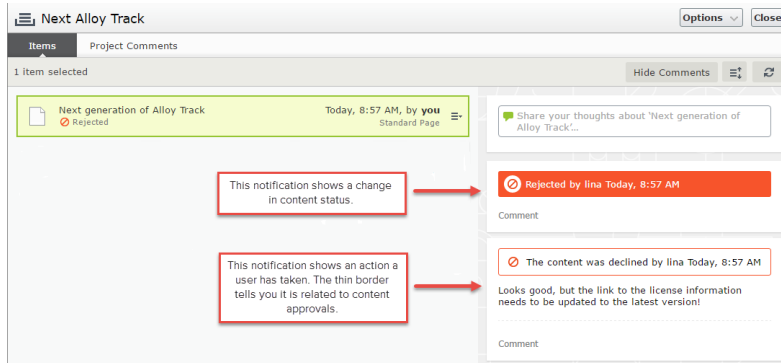 Next Alloy Track
Options
Close
Items
Project Comments
1 item selected
Hide Comments
Next generation of Alloy Track
Today, 8:57 AM, by you
Rejected
Standard Page
Share your thoughts about 'Next generation of
Alloy Track'...
This notification shows a change
in content status.
Rejected by lina Today, 8:57 AM
Comment
This notification shows an action a
user has taken. The thin border
tells you it is related to content
approvals.
The content was declined by lina Today, 8:57 AM
Looks good, but the link to the license information
needs to be updated to the latest version!
Comment